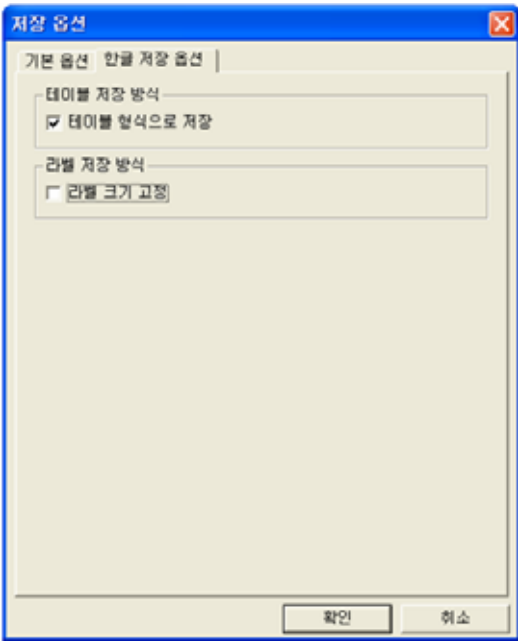 저장 옵션
기본 옵션 한글 저장 옵션
테이블 저장 방식
테이블 형식으로 저장
라벨 저장 방식
라벨 크기 고정
확인 취소